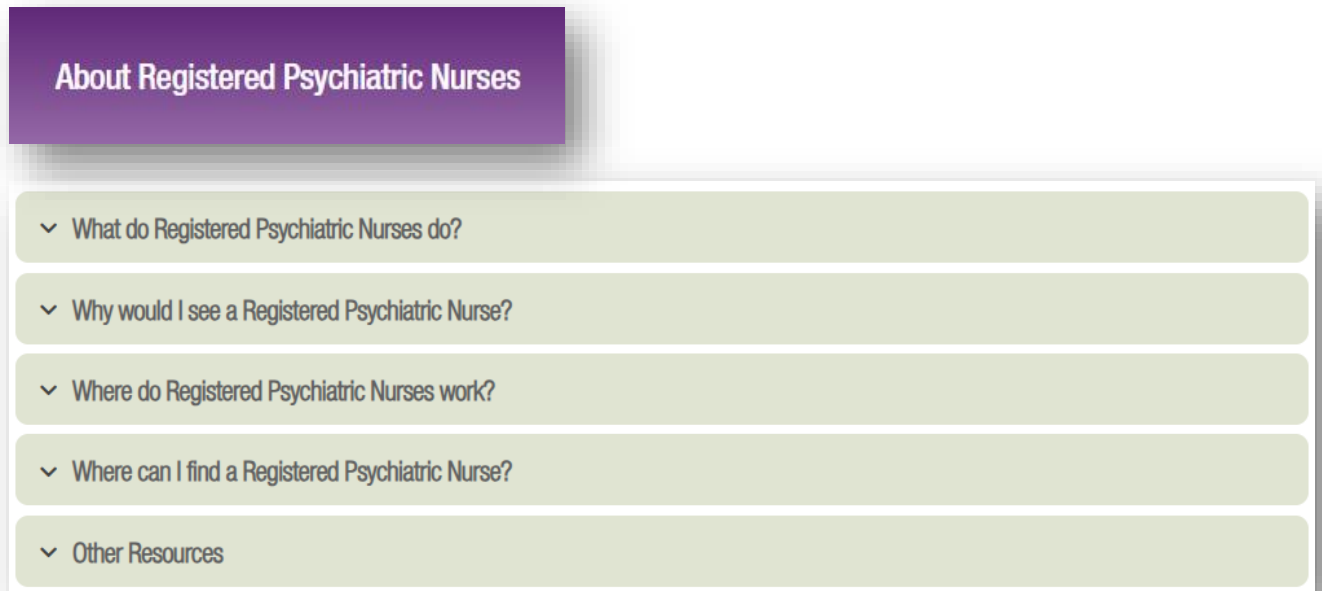 About Registered Psychiatric Nurses
What do Registered Psychiatric Nurses do?
Why would I see a Registered Psychiatric Nurse?
Where do Registered Psychiatric Nurses work?
Where can I find a Registered Psychiatric Nurse?
Other Resources